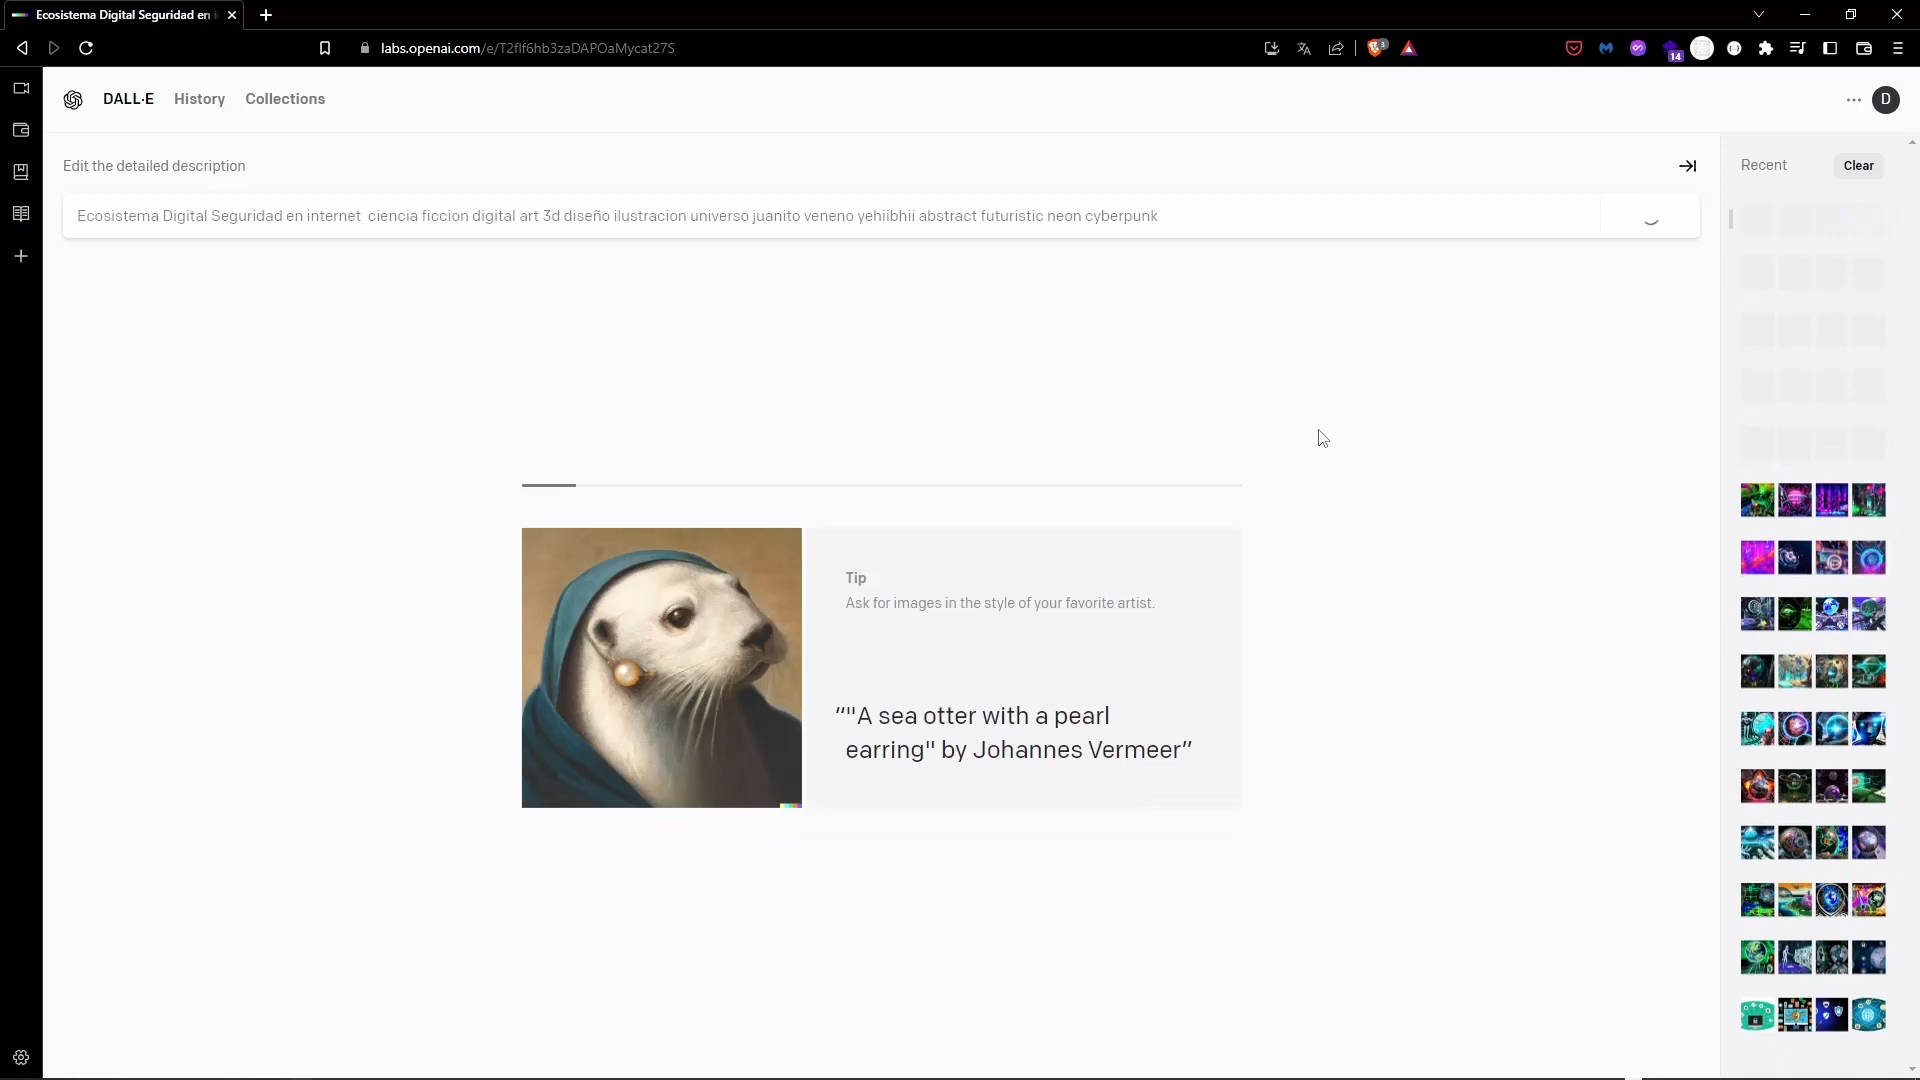 Ecosistema Digital Seguridad en i
labs.openai.com/e/T2fIf6hb3zaDAPOaMycat27S
3
14
DALL·E
History
Collections
D
Edit the detailed description
Recent
Clear
Ecosistema Digital Seguridad en internet  ciencia ficcion digital art 3d diseño ilustracion universo juanito veneno yehiibhii abstract futuristic neon cyberpunk
Tip
Ask for images in the style of your favorite artist.
“"A sea otter with a pearl
earring" by Johannes Vermeer”